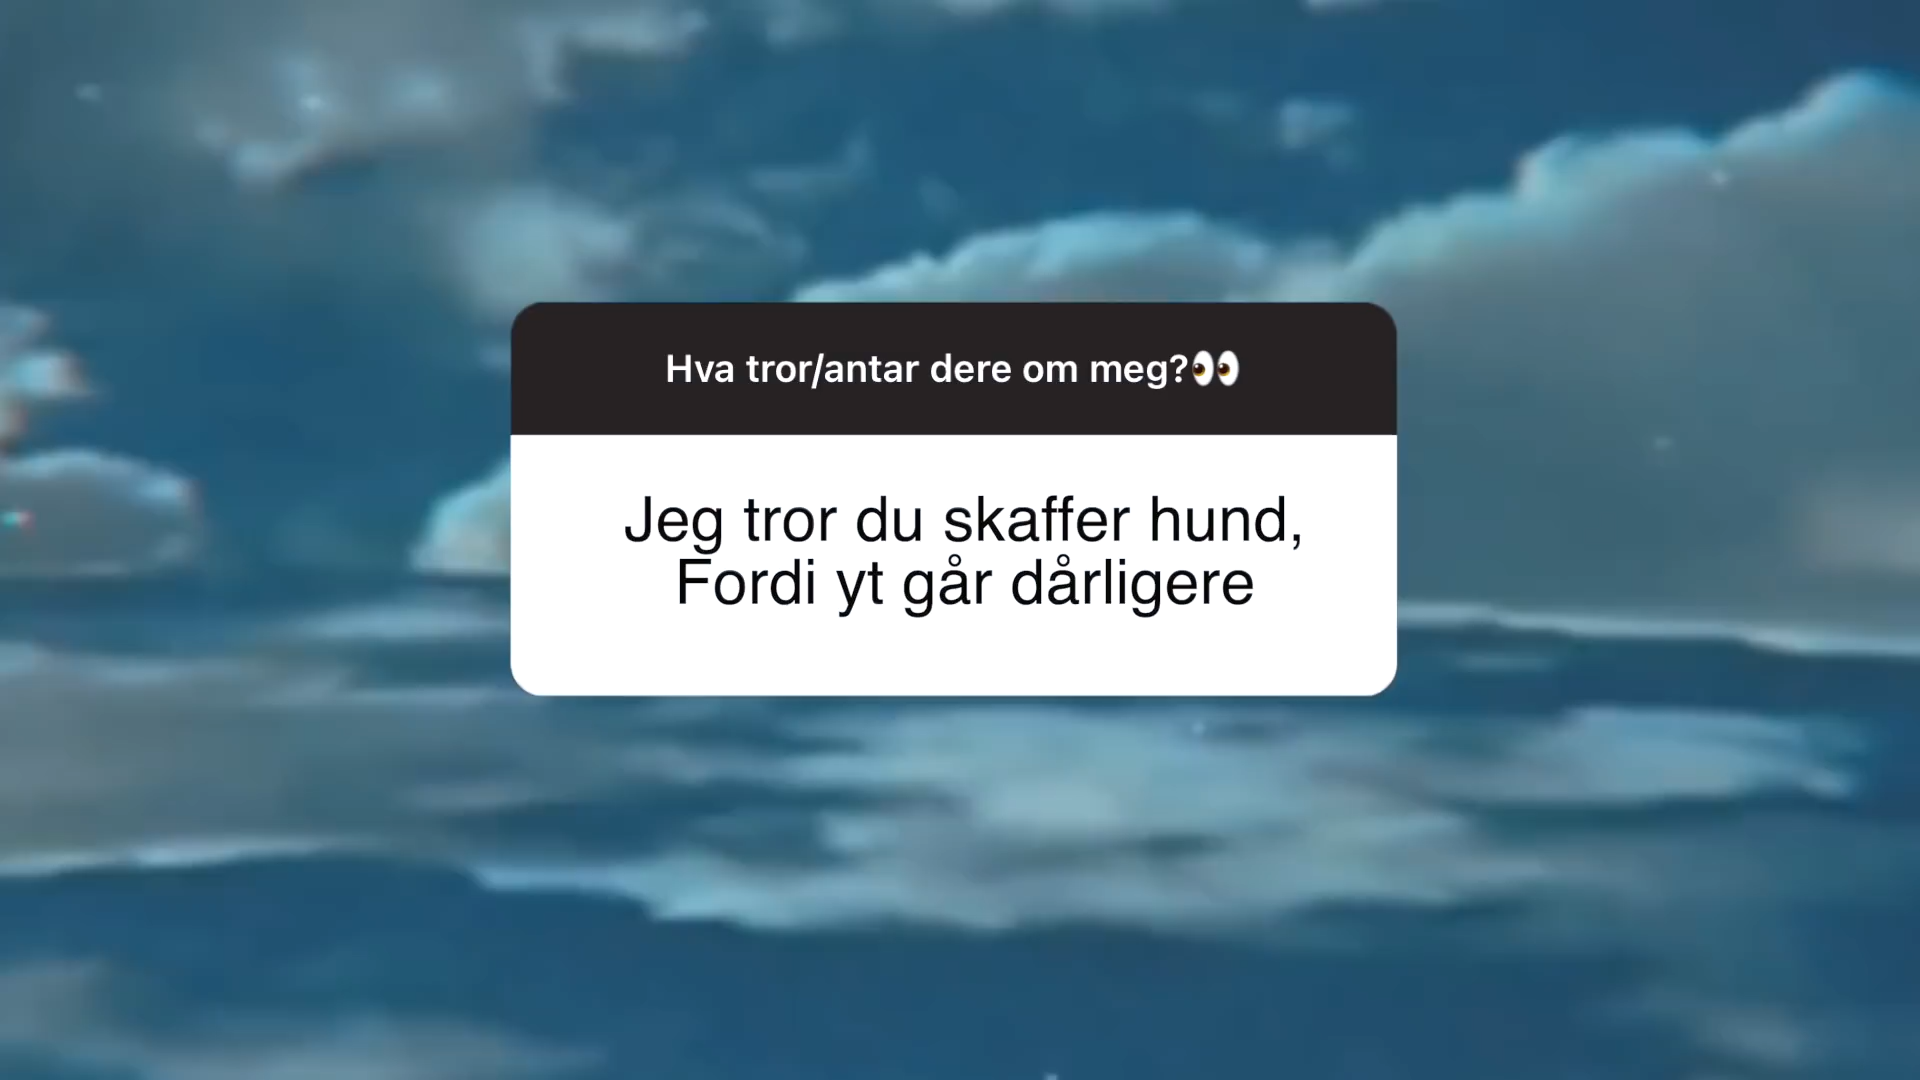 Hva tror/antar dere om meg?👀
Jeg tror du skaffer hund,
Fordi yt går dårligere